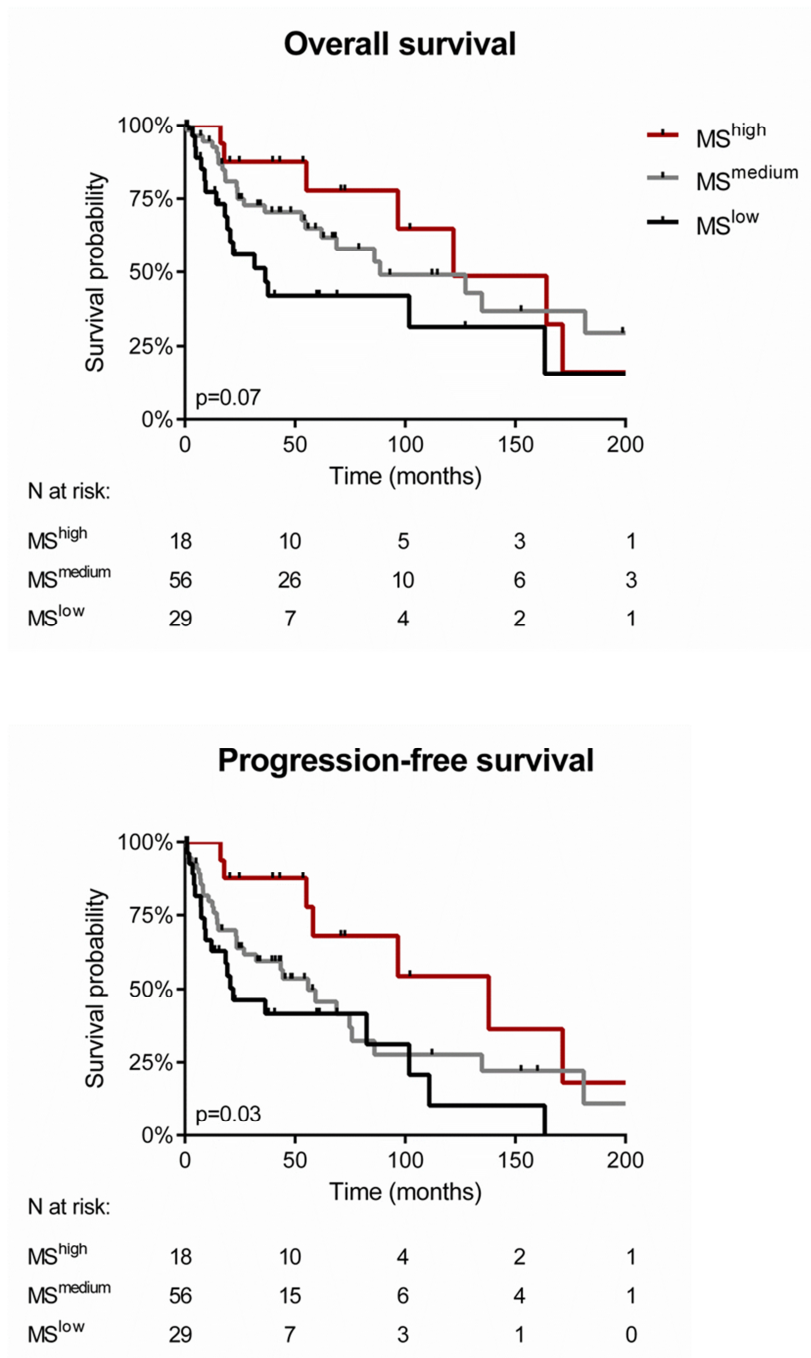 Overall survival
100%
75%
50%
25%
0%
Survival probability
p=0.07
0 50 100 150 200
Time (months)
MShigh
MSmedium
MSlow
N at risk:
MShigh 18 10 5 3 1
MSmedium 56 26 10 6 3
MSlow 29 7 4 2 1
Progression-free survival
100%
75%
50%
25%
0%
Survival probability
p=0.03
0 50 100 150 200
Time (months)
N at risk:
MShigh 18 10 4 2 1
MSmedium 56 15 6 4 1
MSlow 29 7 3 1 0